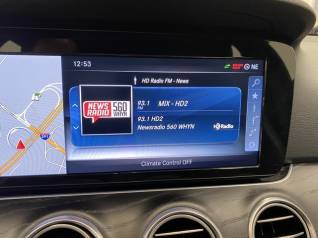 12:53
NE
HD Radio FM - News
NEWS
RADIO
560
WHYN
93.1
FM
MIX - HD2
93.1 HD2
Newsradio 560 WHYN
HD Radio
Climate Control OFF